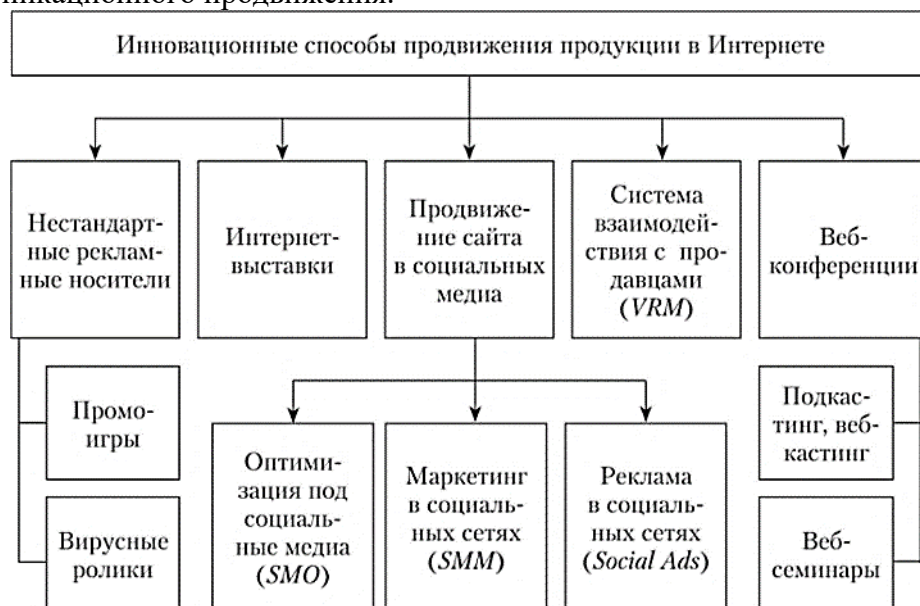 Инновационные способы продвижения продукции в Интернете
Нестандарт-
ные реклам-
ные носители
Интернет-
выставки
Продвиже-
ние сайта
в социальных
медиа
Система
взаимодей-
ствия с про-
давцами
(VRM)
Веб-
конференции
Промо-
игры
Вирусные
ролики
Оптими-
зация под
социаль-
ные медиа
(SMO)
Маркетинг
в социаль-
ных сетях
(SMM)
Реклама
в социаль-
ных сетях
(Social Ads)
Подкас-
тинг, веб-
кастинг
Веб-
семинары